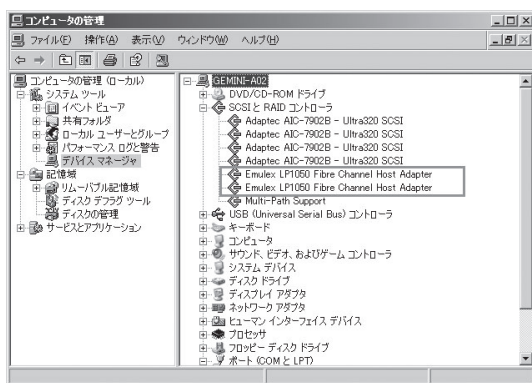 コンピュータの管理
ファイル(F) 操作(A) 表示(V) ウィンドウ(W) ヘルプ(H)
コンピュータの管理 (ローカル)
システム ツール
イベント ビューア
共有フォルダ
ローカル ユーザーとグループ
パフォーマンス ログと警告
デバイス マネージャ
記憶域
リムーバブル記憶域
ディスク デフラグ ツール
ディスクの管理
サービスとアプリケーション
GEMINI-A02
DVD/CD-ROM ドライブ
SCSI と RAID コントローラ
Adaptec AIC-7902B - Ultra320 SCSI
Adaptec AIC-7902B - Ultra320 SCSI
Adaptec AIC-7902B - Ultra320 SCSI
Adaptec AIC-7902B - Ultra320 SCSI
Emulex LP1050 Fibre Channel Host Adapter
Emulex LP1050 Fibre Channel Host Adapter
Multi-Path Support
USB (Universal Serial Bus) コントローラ
キーボード
コンピュータ
サウンド、ビデオ、およびゲーム コントローラ
システム デバイス
ディスク ドライブ
ディスプレイ アダプタ
ネットワーク アダプタ
ヒューマン インターフェイス デバイス
プロセッサ
フロッピー ディスク ドライブ
ポート (COM と LPT)